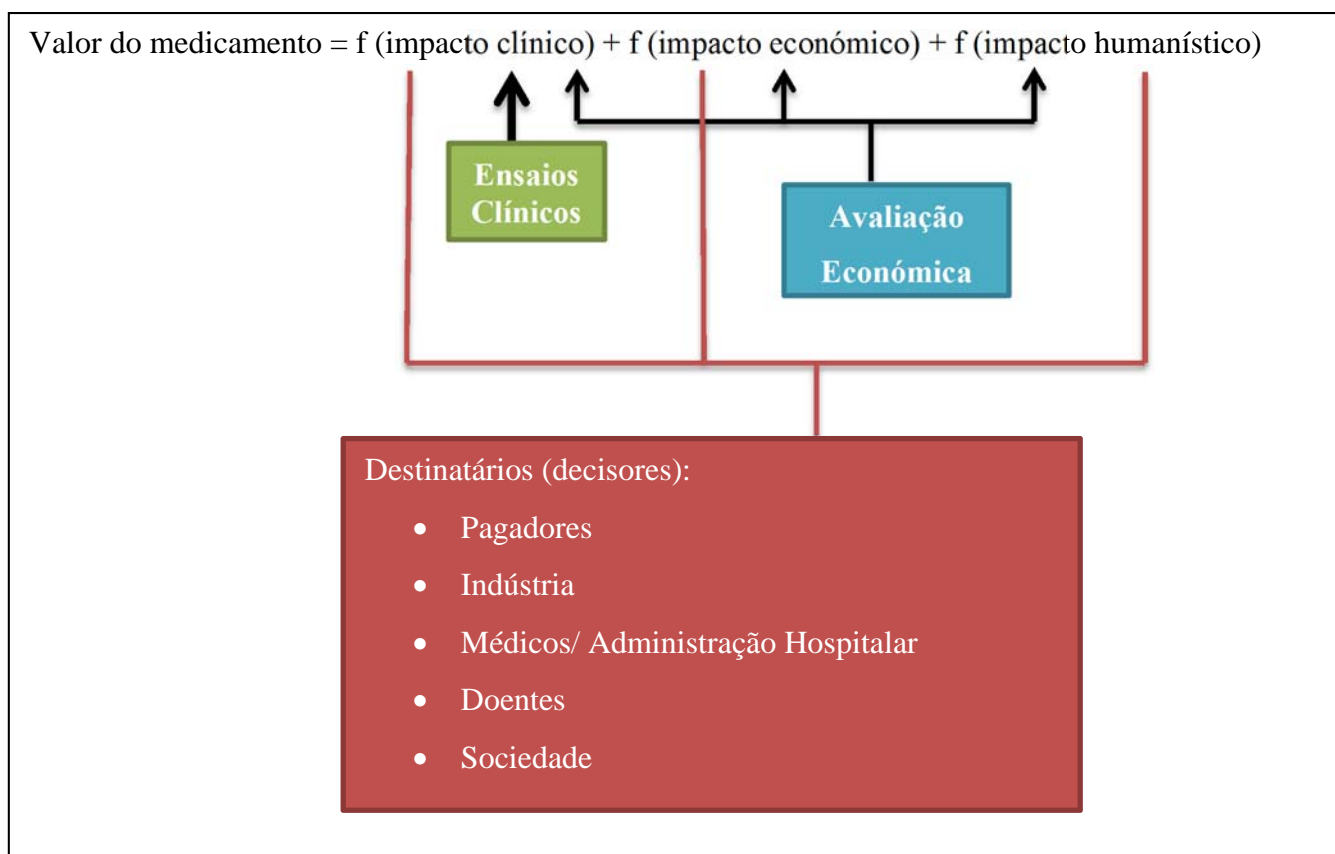 Valor do medicamento = f (impacto clínico) + f (impacto económico) + f (impacto humanístico)
Ensaios
Clínicos
Avaliação
Económica
Destinatários (decisores):
• Pagadores
• Indústria
• Médicos/ Administração Hospitalar
• Doentes
• Sociedade